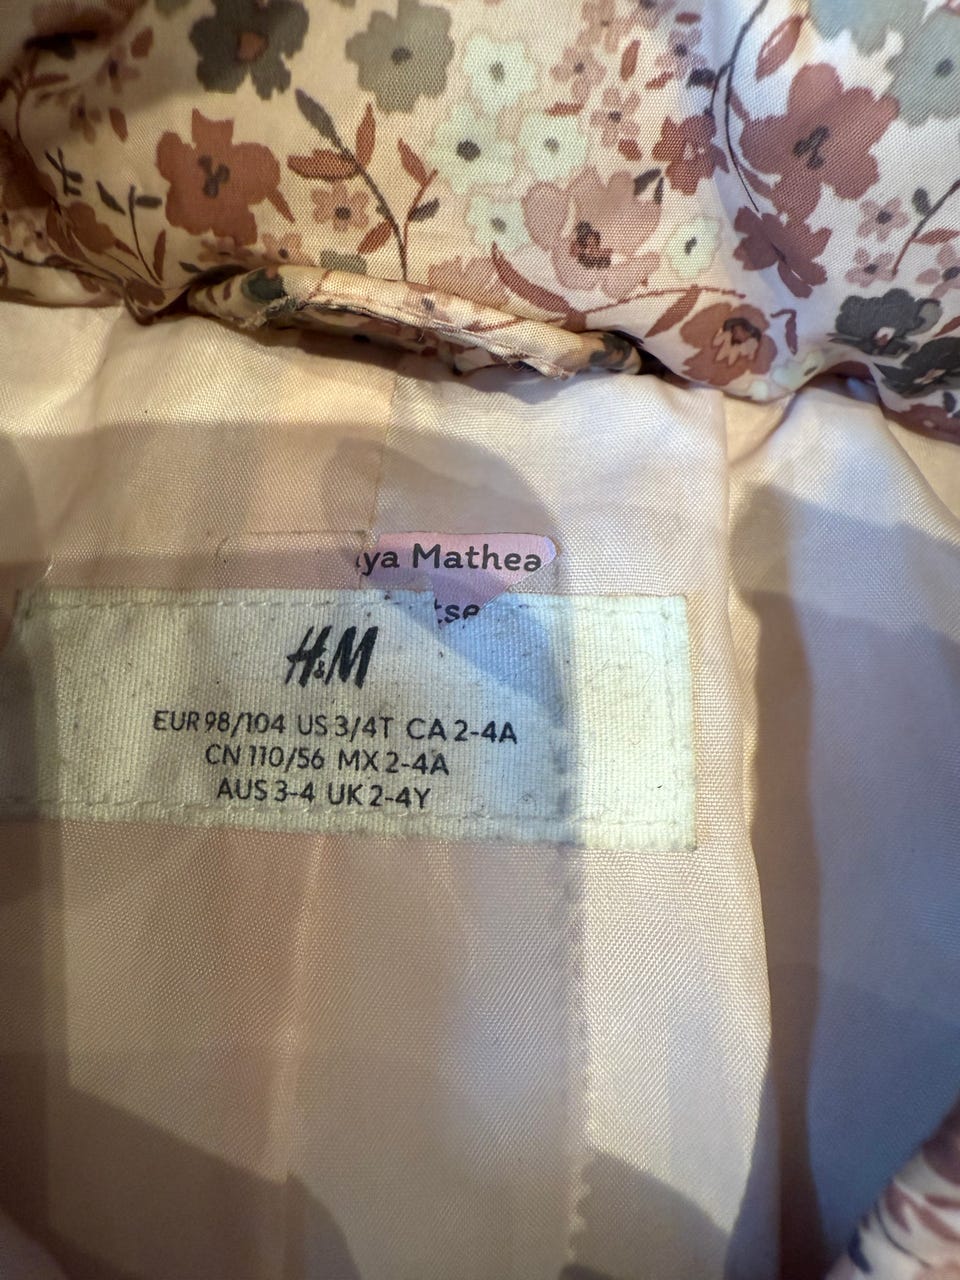 ya Mathea
tse
H&M
EUR 98/104 US 3/4T CA 2-4A
CN 110/56 MX 2-4A
AUS 3-4 UK 2-4Y